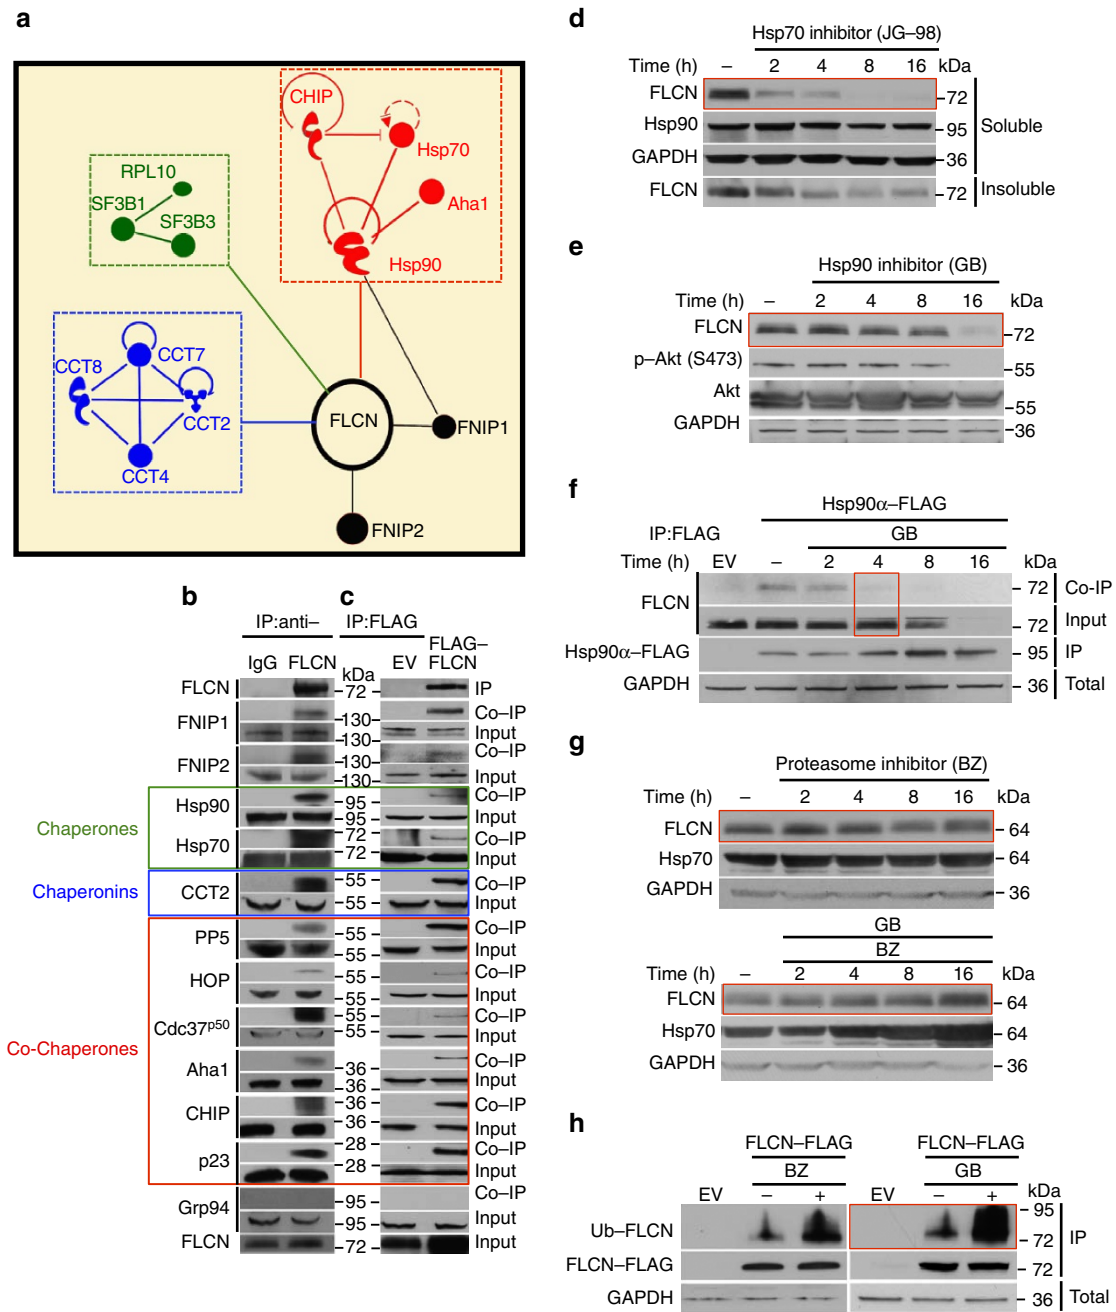 a
CHIP
Hsp70
Aha1
Hsp90
RPL10
SF3B1
SF3B3
CCT8
CCT7
CCT2
CCT4
FLCN
FNIP1
FNIP2
b
c
IP:anti–
IP:FLAG
IgG FLCN
kDa
EV
FLAG–
FLCN
FLCN
72
IP
FNIP1
130
Co–IP
130
Input
FNIP2
130
Co–IP
130
Input
Chaperones
Hsp90
95
Co–IP
95
Input
Hsp70
72
Co–IP
72
Input
Chaperonins
CCT2
55
Co–IP
55
Input
Co-Chaperones
PP5
55
Co–IP
55
Input
HOP
55
Co–IP
55
Input
Cdc37p50
55
Co–IP
55
Input
Aha1
36
Co–IP
36
Input
CHIP
36
Co–IP
36
Input
p23
28
Co–IP
28
Input
Grp94
95
Co–IP
95
Input
FLCN
72
Input
d
Hsp70 inhibitor (JG–98)
Time (h) – 2 4 8 16 kDa
FLCN 72
Hsp90 95
GAPDH 36
Soluble
FLCN 72 Insoluble
e
Hsp90 inhibitor (GB)
Time (h) – 2 4 8 16 kDa
FLCN 72
p–Akt (S473) 55
Akt 55
GAPDH 36
f
Hsp90α–FLAG
IP:FLAG GB
Time (h) EV – 2 4 8 16 kDa
FLCN
72 Co-IP
72 Input
Hsp90α–FLAG 95 IP
GAPDH 36 Total
g
Proteasome inhibitor (BZ)
Time (h) – 2 4 8 16 kDa
FLCN 64
Hsp70 64
GAPDH 36
GB
BZ
Time (h) – 2 4 8 16 kDa
FLCN 64
Hsp70 64
GAPDH 36
h
FLCN–FLAG FLCN–FLAG
BZ GB
EV – + EV – + kDa
95
Ub–FLCN 72
IP
FLCN–FLAG 72
GAPDH 36 Total